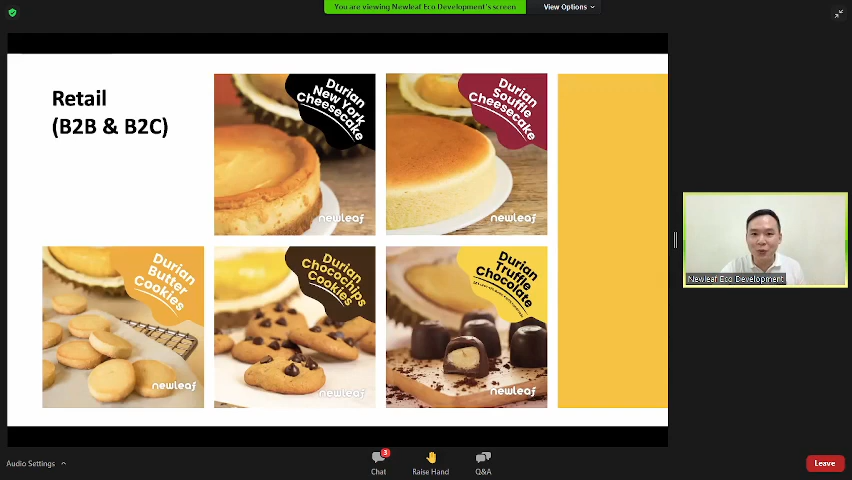 You are viewing Newleaf Eco Development's screen
View Options
Retail
(B2B & B2C)
Durian
New York
Cheesecake
newleaf
Durian
Souffle
Cheesecake
newleaf
Durian
Butter
Cookies
newleaf
Durian
Chocochips
Cookies
newleaf
Durian
Truffle
Chocolate
newleaf
Newleaf Eco Development
Audio Settings
3
Chat
Raise Hand
Q&A
Leave